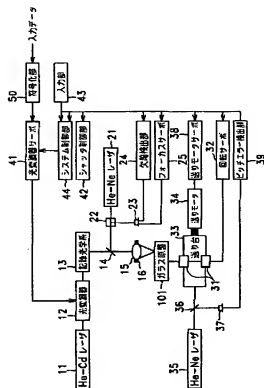 入力データ
50 符号化部
入力部 43
41 光変調器サーボ
44 システム制御部
42 シャッタ制御部
He-Neレーザ 21
欠陥検出部 24
フォーカスサーボ 25
送りモータサーボ 38
回転サーボ 32
ピッチエラー検出部 39
22
23
記録光学系 13
14
15
16
ガラス原盤 101
送りモータ 34
送り台 33
31
36
37
光変調器 12
He-Cdレーザ 11
He-Neレーザ 35